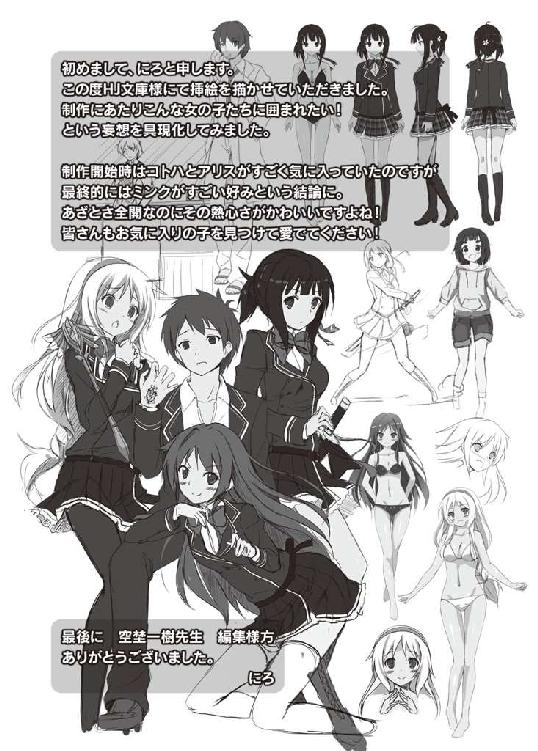 初めまして、にろと申します。
この度HJ文庫様にて挿絵を描かせていただきました。
制作にあたりこんな女の子たちに囲まれたい！
という妄想を具現化してみました。
制作開始時はコトハとアリスがすごく気に入っていたのですが
最終的にはミンクがすごい好みという結論に。
あざとさ全開なのにその熱心さがかわいいですよね！
皆さんもお気に入りの子を見つけて愛でてください！
最後に　空埜一樹先生　編集様方
ありがとうございました。
にろ